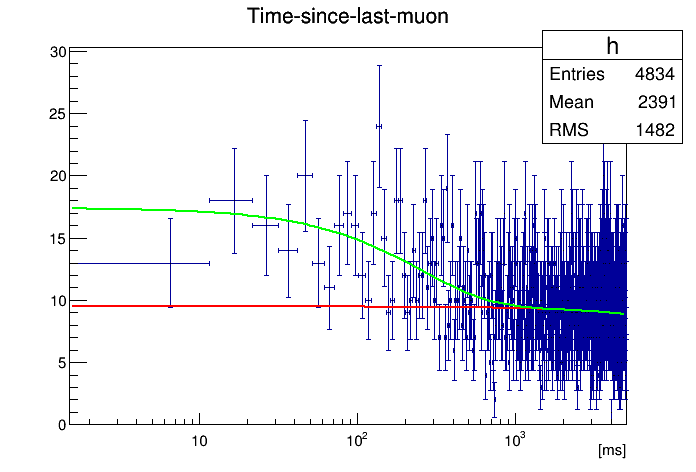 Time-since-last-muon
h
Entries 4834
Mean 2391
RMS 1482
30
25
20
15
10
5
0
10 10² 10³
[ms]